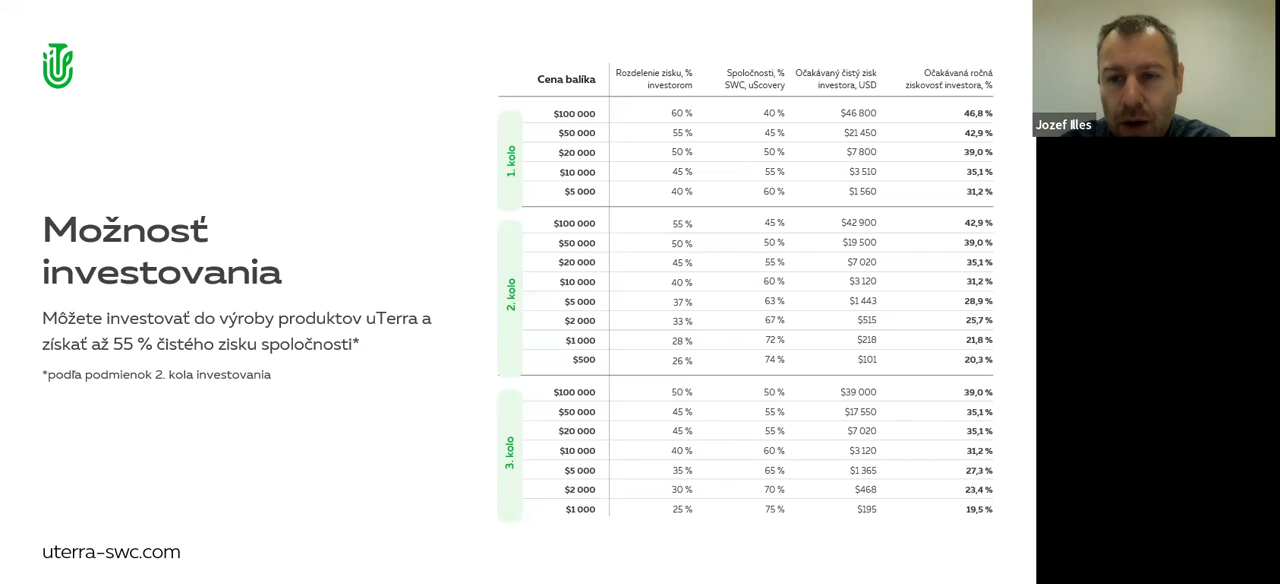 Možnosť
investovania
Môžete investovať do výroby produktov uTerra a
získať až 55 % čistého zisku spoločnosti*
*podľa podmienok 2. kola investovania
uterra-swc.com
Cena balíka
Rozdelenie zisku, %
investorom
Spoločnosti, %
SWC, uScovery
Očakávaný čistý zisk
investora, USD
Očakávaná ročná
ziskovosť investora, %
1. kolo
$100 000 60 % 40 % $46 800 46,8 %
$50 000 55 % 45 % $21 450 42,9 %
$20 000 50 % 50 % $7 800 39,0 %
$10 000 45 % 55 % $3 510 35,1 %
$5 000 40 % 60 % $1 560 31,2 %
2. kolo
$100 000 55 % 45 % $42 900 42,9 %
$50 000 50 % 50 % $19 500 39,0 %
$20 000 45 % 55 % $7 020 35,1 %
$10 000 40 % 60 % $3 120 31,2 %
$5 000 37 % 63 % $1 443 28,9 %
$2 000 33 % 67 % $515 25,7 %
$1 000 28 % 72 % $218 21,8 %
$500 26 % 74 % $101 20,3 %
3. kolo
$100 000 50 % 50 % $39 000 39,0 %
$50 000 45 % 55 % $17 550 35,1 %
$20 000 45 % 55 % $7 020 35,1 %
$10 000 40 % 60 % $3 120 31,2 %
$5 000 35 % 65 % $1 365 27,3 %
$2 000 30 % 70 % $468 23,4 %
$1 000 25 % 75 % $195 19,5 %
Jozef Illes